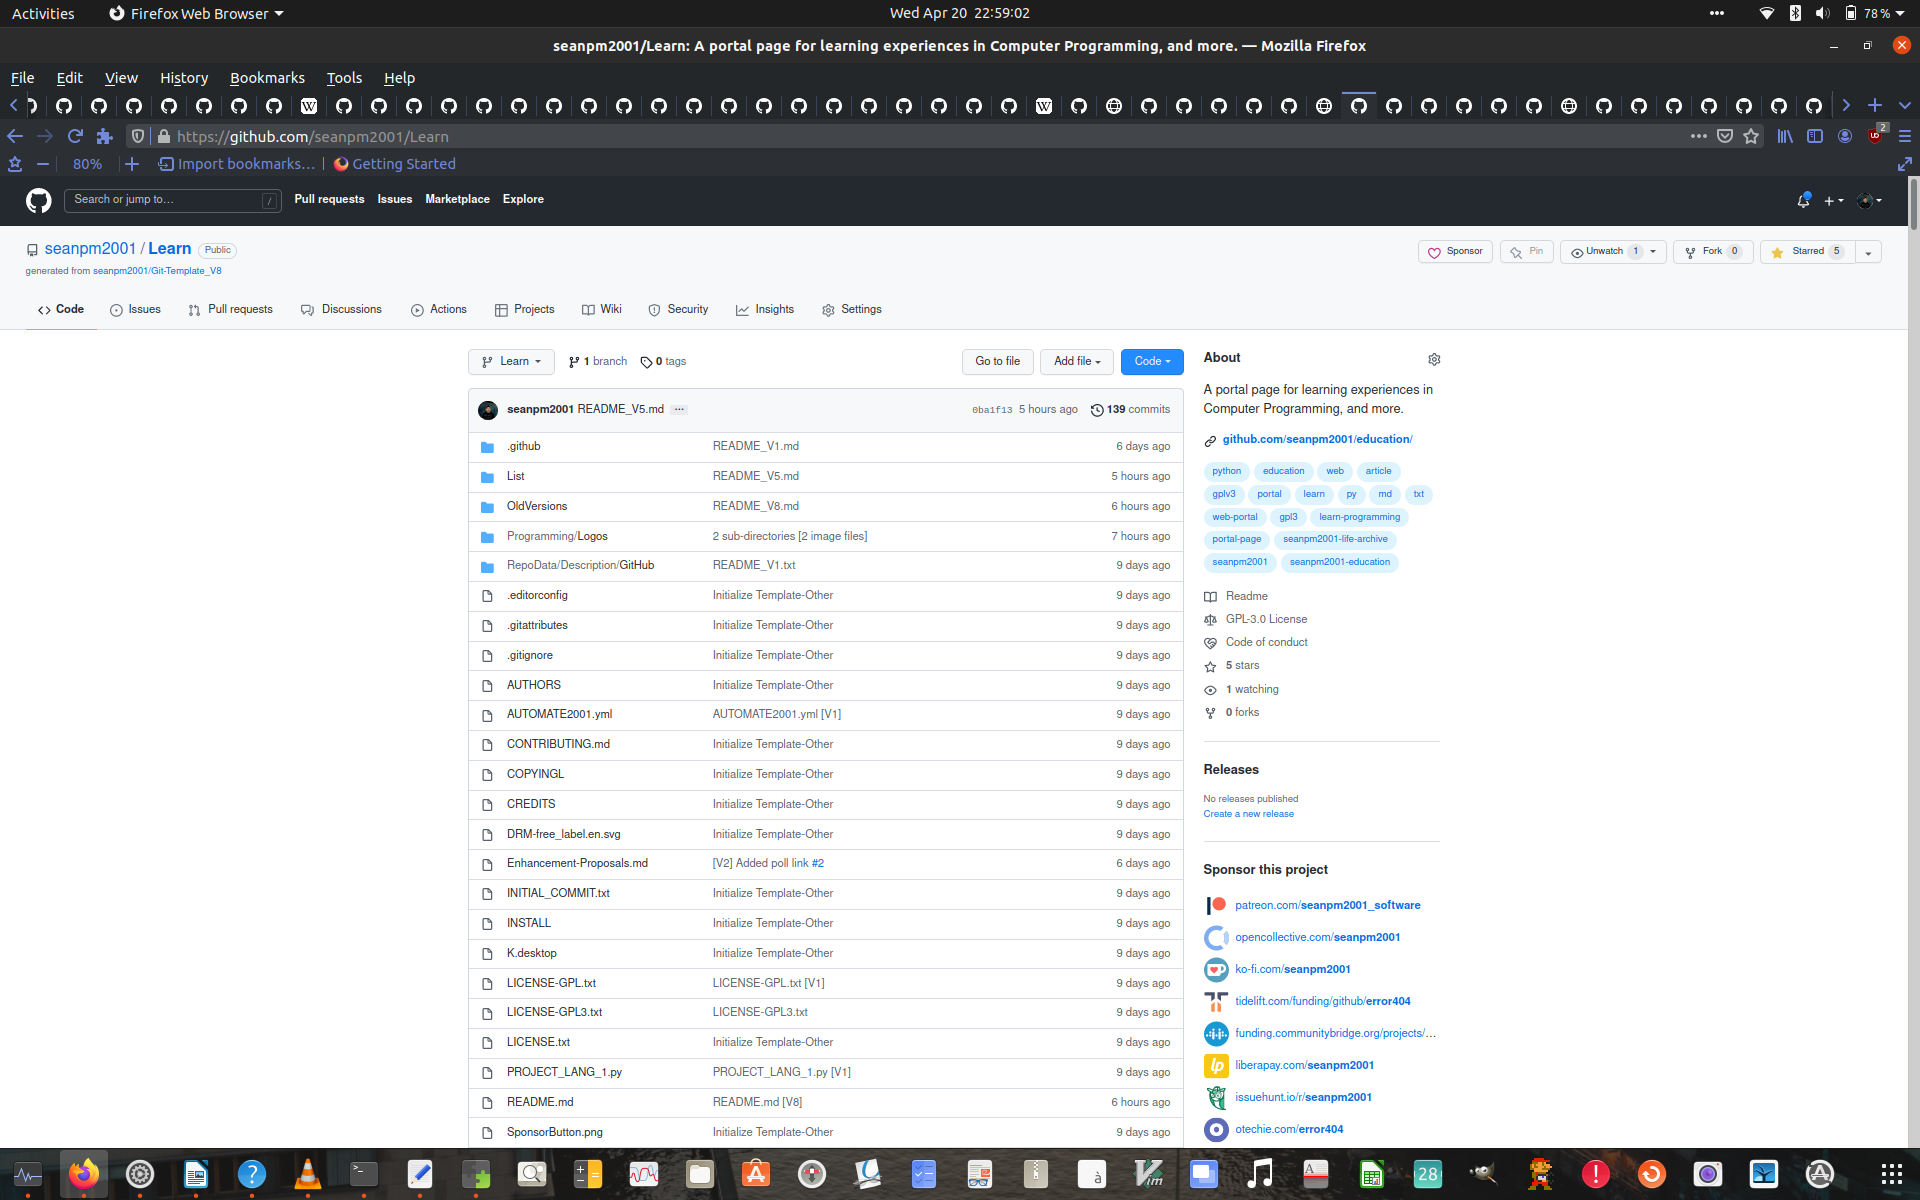 Activities Firefox Web Browser Wed Apr 20 22:59:02 78 %
seanpm2001/Learn: A portal page for learning experiences in Computer Programming, and more. — Mozilla Firefox
File Edit View History Bookmarks Tools Help
https://github.com/seanpm2001/Learn 2
80% Import bookmarks... Getting Started
Search or jump to... / Pull requests Issues Marketplace Explore
seanpm2001 / Learn Public Sponsor Pin Unwatch 1 Fork 0 Starred 5
generated from seanpm2001/Git-Template_V8
Code Issues Pull requests Discussions Actions Projects Wiki Security Insights Settings
Learn 1 branch 0 tags Go to file Add file Code
seanpm2001 README_V5.md ... 0ba1f13 5 hours ago 139 commits
.github README_V1.md 6 days ago
List README_V5.md 5 hours ago
OldVersions README_V8.md 6 hours ago
Programming/Logos 2 sub-directories [2 image files] 7 hours ago
RepoData/Description/GitHub README_V1.txt 9 days ago
.editorconfig Initialize Template-Other 9 days ago
.gitattributes Initialize Template-Other 9 days ago
.gitignore Initialize Template-Other 9 days ago
AUTHORS Initialize Template-Other 9 days ago
AUTOMATE2001.yml AUTOMATE2001.yml [V1] 9 days ago
CONTRIBUTING.md Initialize Template-Other 9 days ago
COPYINGL Initialize Template-Other 9 days ago
CREDITS Initialize Template-Other 9 days ago
DRM-free_label.en.svg Initialize Template-Other 9 days ago
Enhancement-Proposals.md [V2] Added poll link #2 6 days ago
INITIAL_COMMIT.txt Initialize Template-Other 9 days ago
INSTALL Initialize Template-Other 9 days ago
K.desktop Initialize Template-Other 9 days ago
LICENSE-GPL.txt LICENSE-GPL.txt [V1] 9 days ago
LICENSE-GPL3.txt LICENSE-GPL3.txt 9 days ago
LICENSE.txt Initialize Template-Other 9 days ago
PROJECT_LANG_1.py PROJECT_LANG_1.py [V1] 9 days ago
README.md README.md [V8] 6 hours ago
SponsorButton.png Initialize Template-Other 9 days ago
About
A portal page for learning experiences in
Computer Programming, and more.
github.com/seanpm2001/education/
python education web article
gplv3 portal learn py md txt
web-portal gpl3 learn-programming
portal-page seanpm2001-life-archive
seanpm2001 seanpm2001-education
Readme
GPL-3.0 License
Code of conduct
5 stars
1 watching
0 forks
Releases
No releases published
Create a new release
Sponsor this project
patreon.com/seanpm2001_software
opencollective.com/seanpm2001
ko-fi.com/seanpm2001
tidelift.com/funding/github/error404
funding.communitybridge.org/projects/...
liberapay.com/seanpm2001
issuehunt.io/r/seanpm2001
otechie.com/error404
28